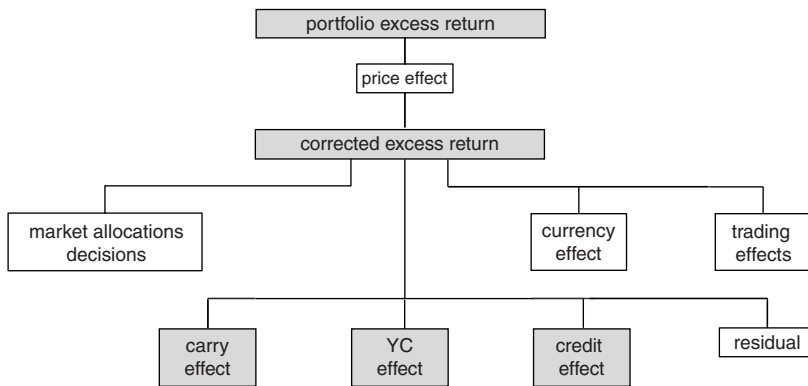 portfolio excess return
price effect
corrected excess return
market allocations
decisions
currency
effect
trading
effects
carry
effect
YC
effect
credit
effect
residual